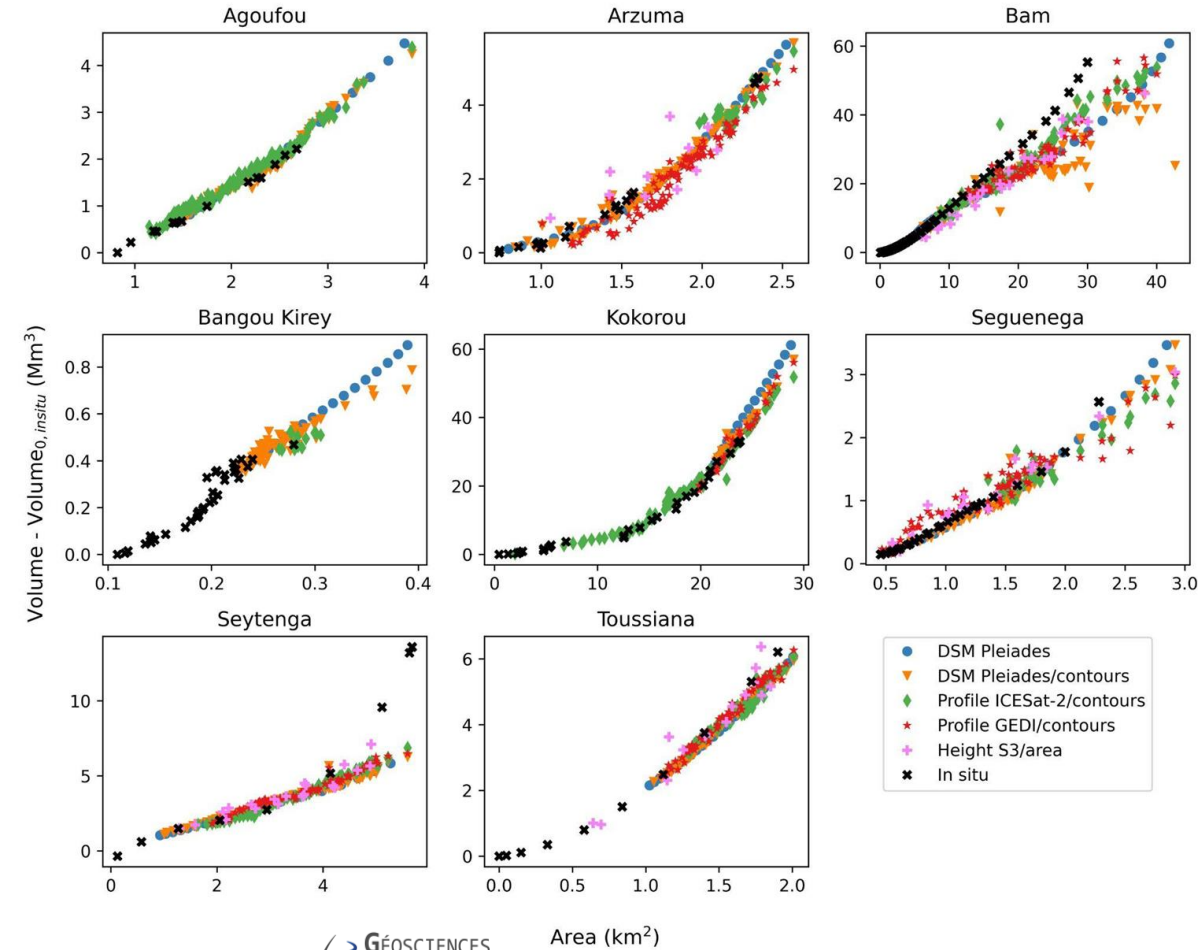 Agoufou
Arzuma
Bam
4
3
2
1
0
1 2 3 4
4
2
0
1.0 1.5 2.0 2.5
60
40
20
0
0 10 20 30 40
Volume - Volume0,insitu (Mm3)
Bangou Kirey
Kokorou
Seguenega
0.8
0.6
0.4
0.2
0.0
0.1 0.2 0.3 0.4
60
40
20
0
0 10 20 30
3
2
1
0
0.5 1.0 1.5 2.0 2.5 3.0
Seytenga
Toussiana
10
5
0
0 2 4
6
4
2
0
0.0 0.5 1.0 1.5 2.0
DSM Pleiades
DSM Pleiades/contours
Profile ICESat-2/contours
Profile GEDI/contours
Height S3/area
In situ
Area (km2)
GÉOSCIENCES